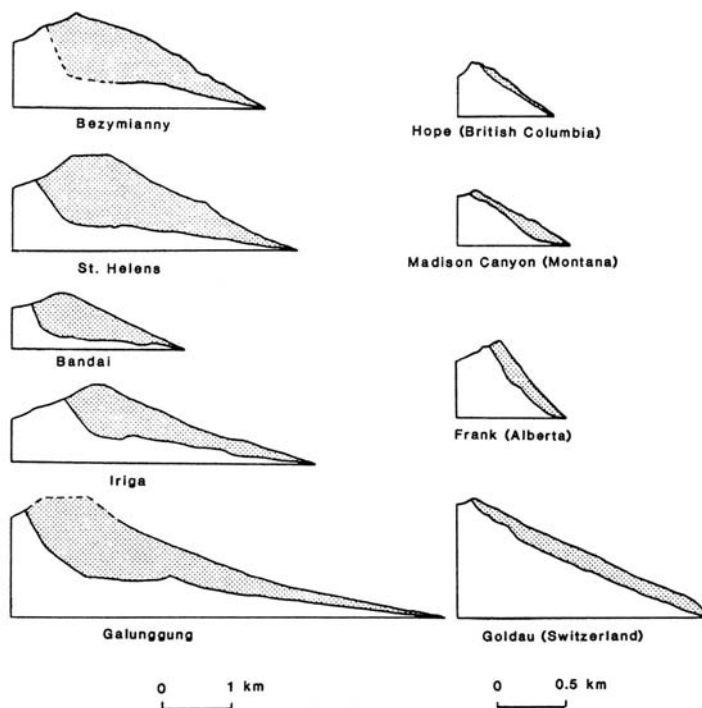 Bezymianny
St. Helens
Bandai
Iriga
Galunggung
0 1 km
Hope (British Columbia)
Madison Canyon (Montana)
Frank (Alberta)
Goldau (Switzerland)
0 0.5 km